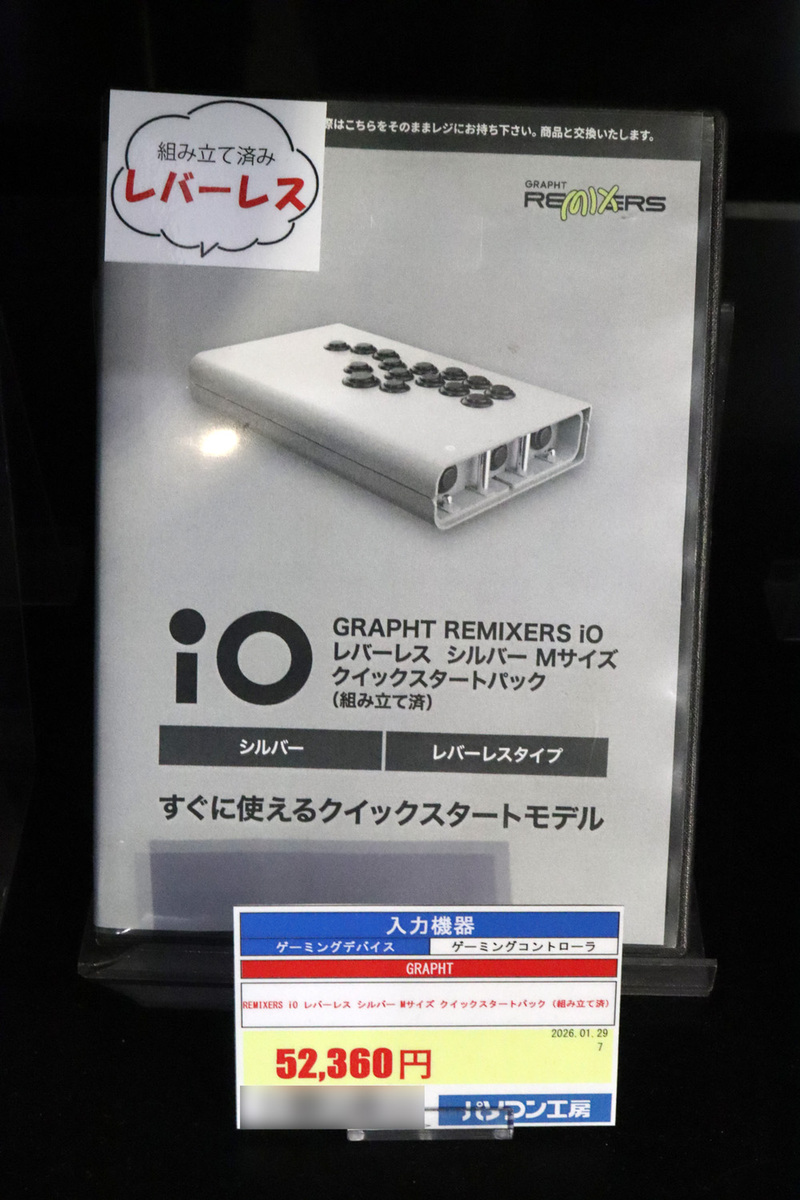 際はこちらをそのままレジにお持ち下さい。商品と交換いたします。
組み立て済み
レバーレス
GRAPHT
REMIXERS
iO
GRAPHT REMIXERS iO
レバーレス シルバー Mサイズ
クイックスタートパック
(組み立て済)
シルバー
レバーレスタイプ
すぐに使えるクイックスタートモデル
入力機器
ゲーミングデバイス
ゲーミングコントローラ
GRAPHT
REMIXERS iO レバーレス シルバー Mサイズ クイックスタートパック (組み立て済)
2026.01.29
7
52,360円
パソコン工房